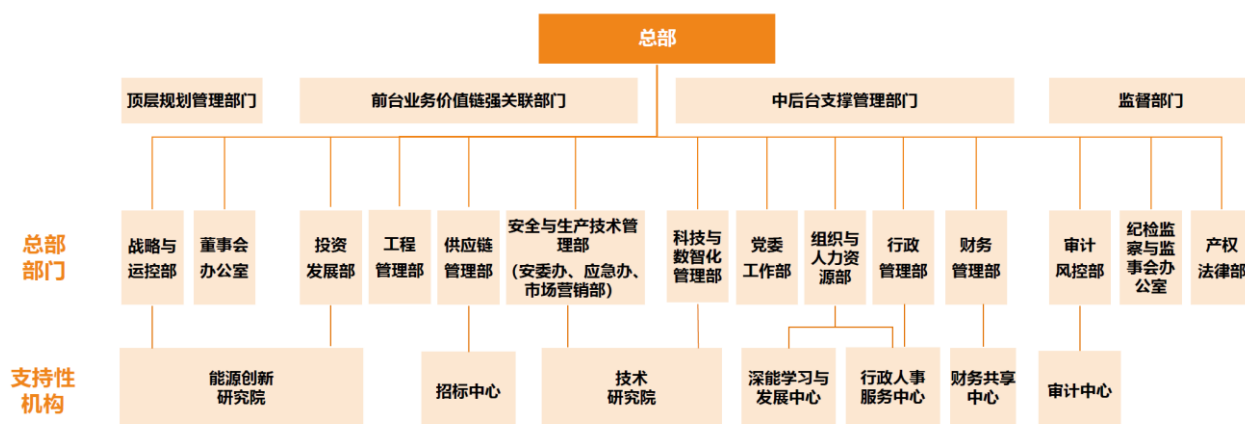 总部
顶层规划管理部门
前台业务价值链强关联部门
中后台支撑管理部门
监督部门
总部
部门
战略与
运控部
董事会
办公室
投资
发展部
工程
管理部
供应链
管理部
安全与生产技术管
理部
（安委办、应急办、
市场营销部）
科技与
数智化
管理部
党委
工作部
组织与
人力资
源部
行政
管理部
财务
管理部
审计
风控部
纪检监
察与监
事会办
公室
产权
法律部
支持性
机构
能源创新
研究院
招标中心
技术
研究院
深能学习与
发展中心
行政人事
服务中心
财务共享
中心
审计中心